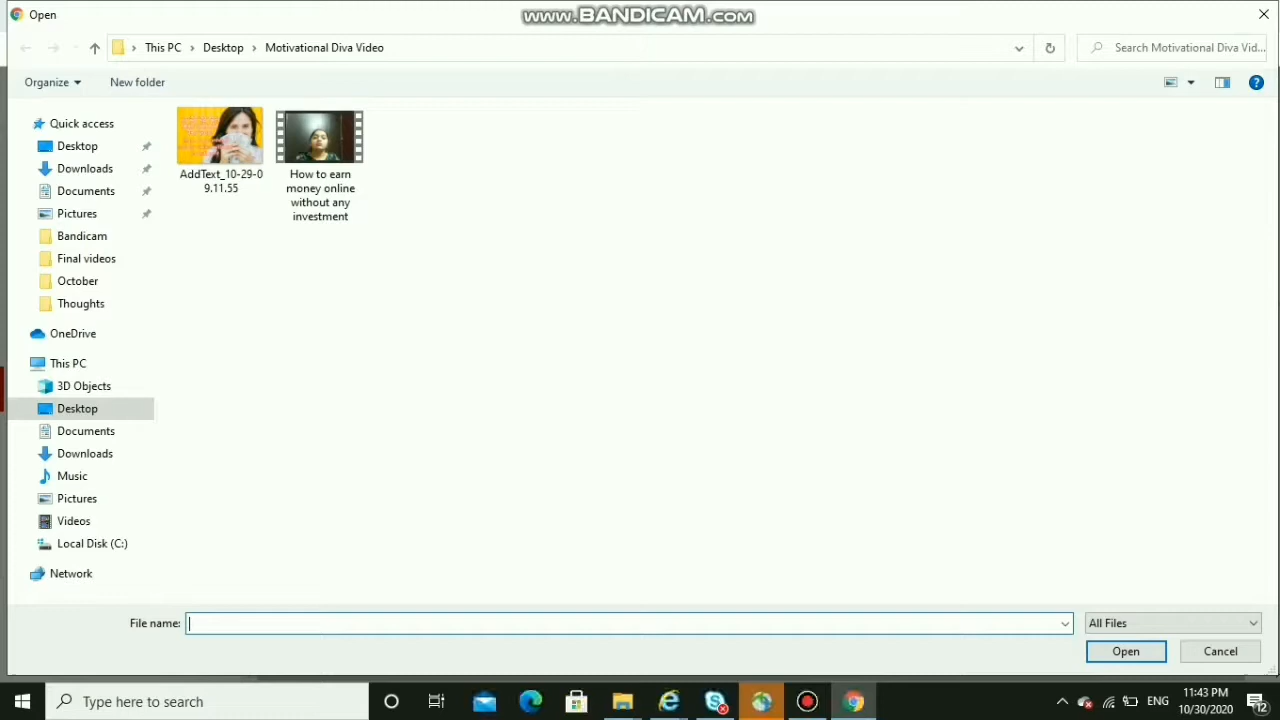 Open
www.BANDICAM.com
This PC
Desktop
Motivational Diva Video
Search Motivational Diva Vid...
Organize
New folder
Quick access
Desktop
Downloads
Documents
Pictures
Bandicam
Final videos
October
Thoughts
OneDrive
This PC
3D Objects
Desktop
Documents
Downloads
Music
Pictures
Videos
Local Disk (C:)
Network
AddText_10-29-0
9.11.55
How to earn
money online
without any
investment
File name:
All Files
Open
Cancel
Type here to search
ENG
11:43 PM
10/30/2020
12